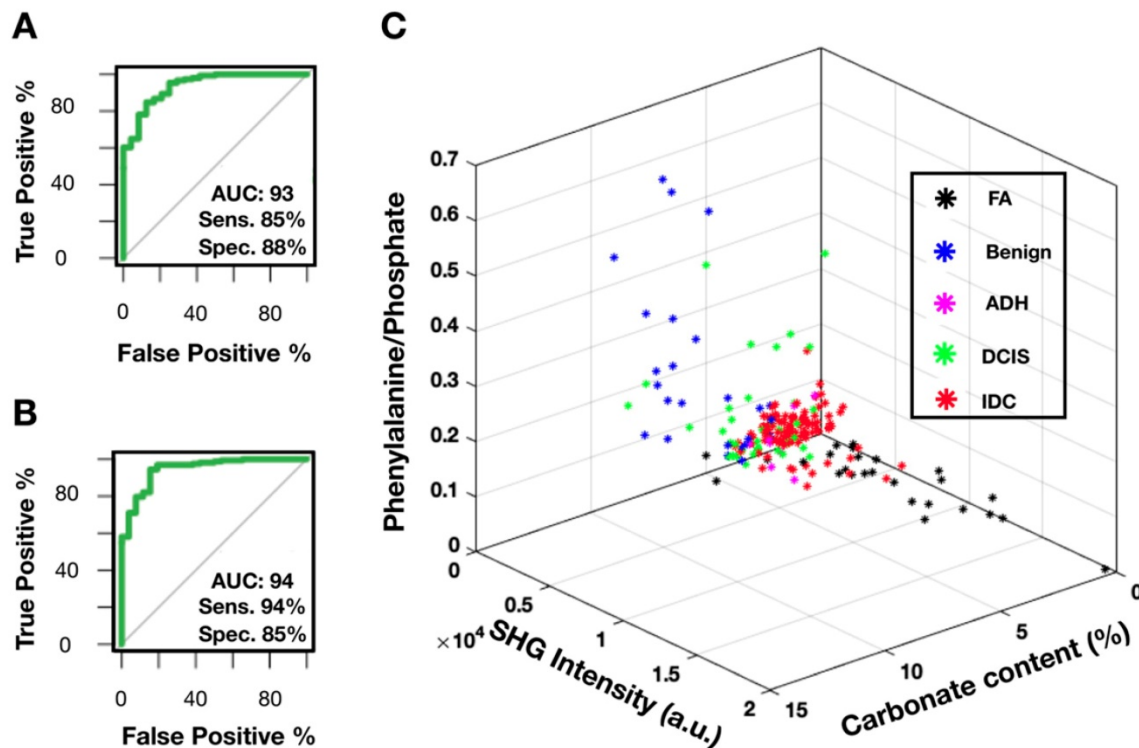 A
True Positive %
80
40
0
AUC: 93
Sens. 85%
Spec. 88%
0 40 80
False Positive %
B
True Positive %
80
40
0
AUC: 94
Sens. 94%
Spec. 85%
0 40 80
False Positive %
C
Phenylalanine/Phosphate
0.7
0.6
0.5
0.4
0.3
0.2
0.1
0
FA
Benign
ADH
DCIS
IDC
0
0.5
1
1.5
2
×10⁴
SHG Intensity (a.u.)
15
10
5
0
Carbonate content (%)